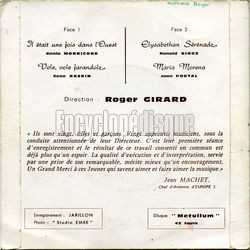 Nathalie Boyer
Face 1
Face 2
Il était une fois dans l'Ouest
Elyzabethan Sérénade
Ennio MORRICONE
Ronald BINGE
Vole, vole farandole
Maria Morena
Gene RASKIN
Juan PORTAL
Direction : Roger GIRARD
Encyclopédisque
« Ils sont vingt, filles et garçons. Vingt apprentis musiciens, sous la
conduite attentionnée de leur Directeur. C'est leur première séance
d'enregistrement et le résultat de ce travail consenti en commun est
déjà plus qu'un espoir. La qualité d'exécution et d'interprétation, servie
par une prise de son remarquable, mérite mieux qu'un encouragement.
Un Grand Merci à ces Jeunes qui savent aimer et faire aimer la musique.»
Jean MACHET,
Chef d'Antenne d'EUROPE 1.
Enregistrement : JARILLON
Photo : "Studio EMBE"
Disque "Metullum"
45 tours